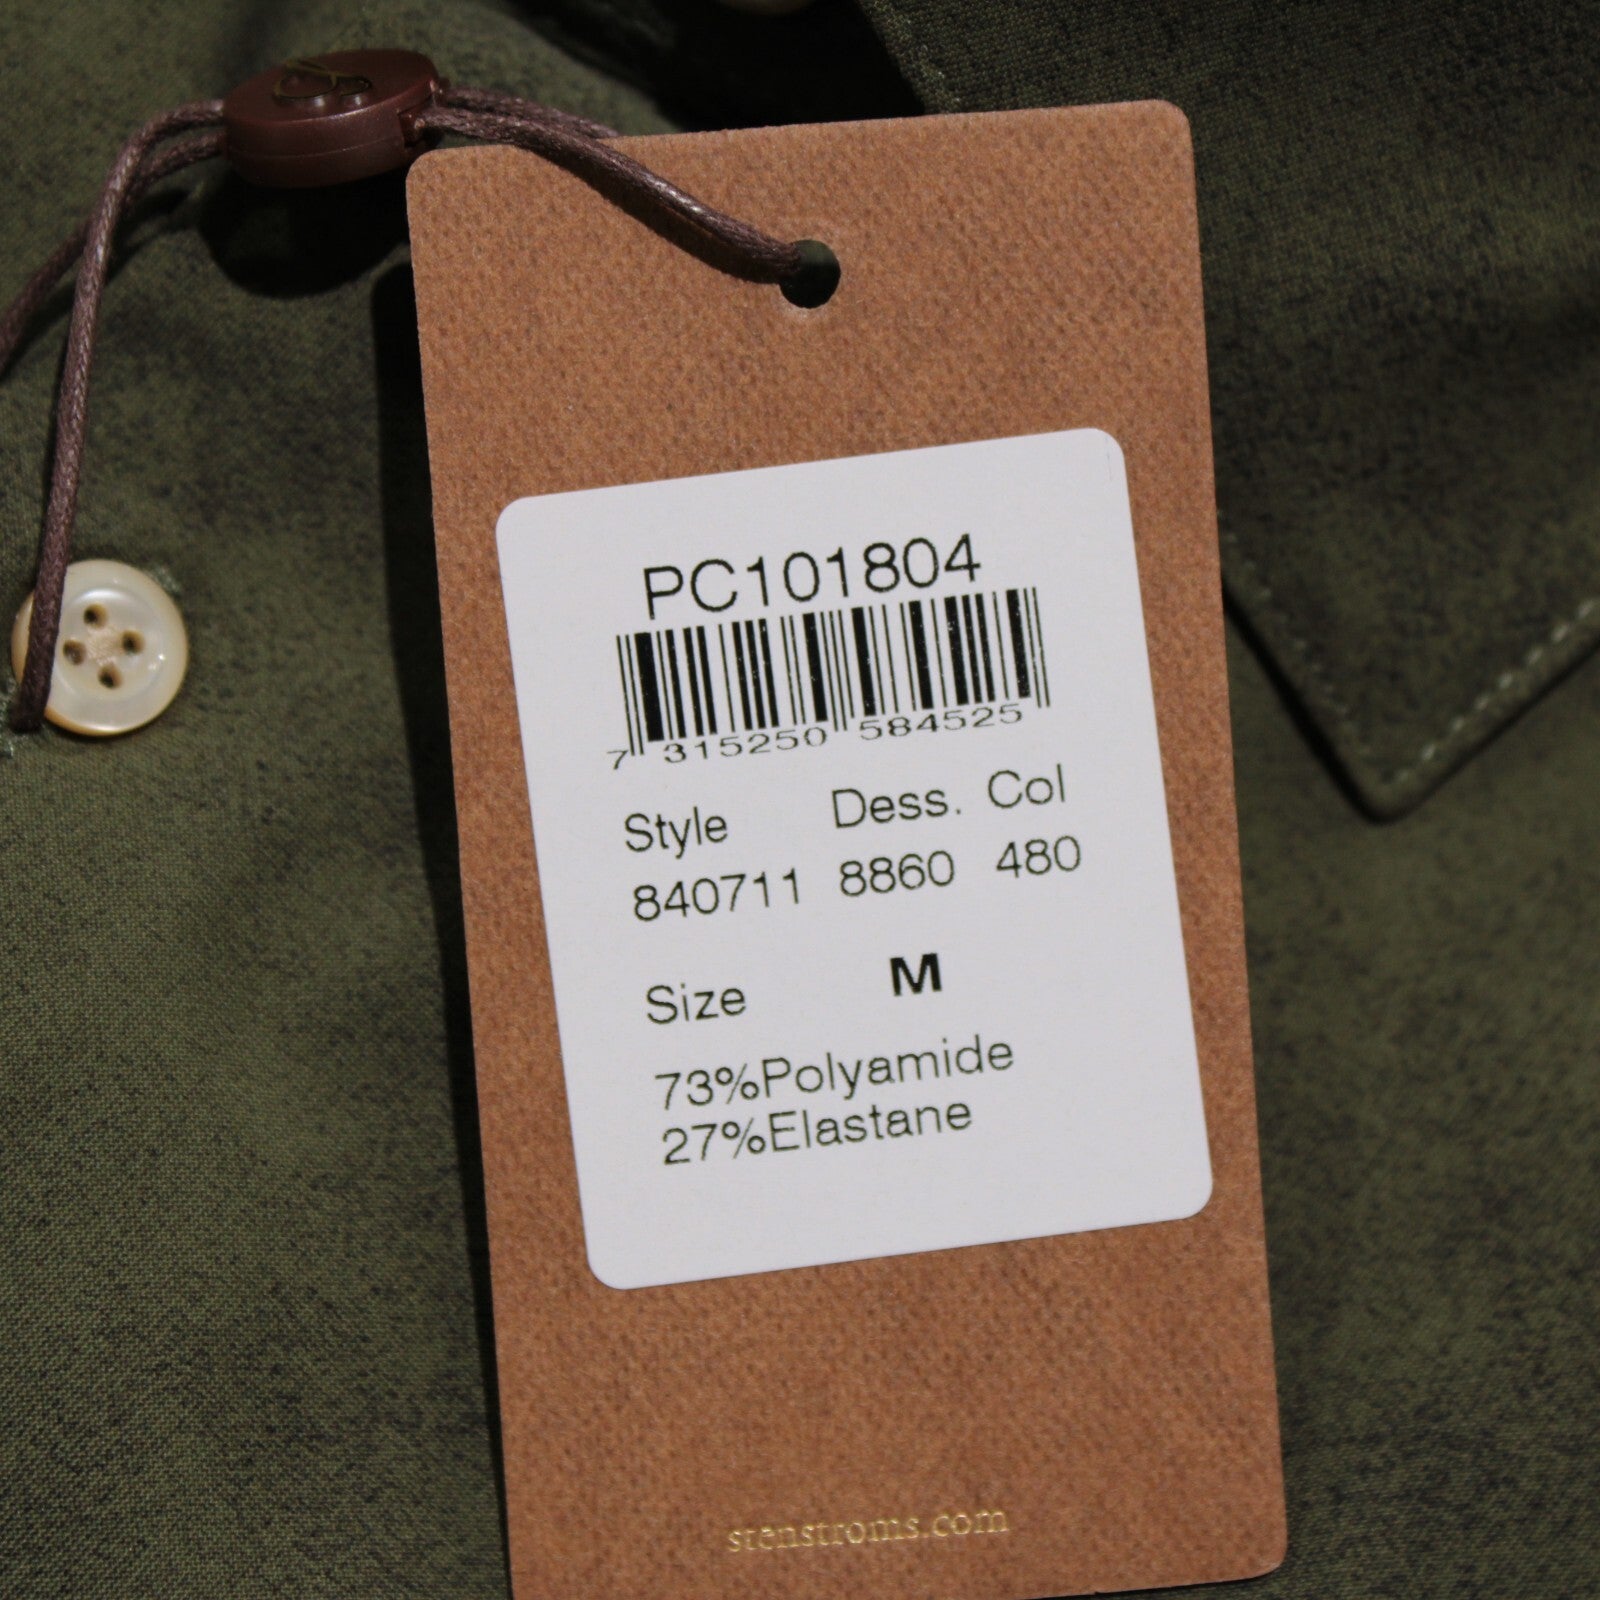 PC101804
7 315250 584525
Style Dess. Col
840711 8860 480
Size M
73%Polyamide
27%Elastane
stenstroms.com